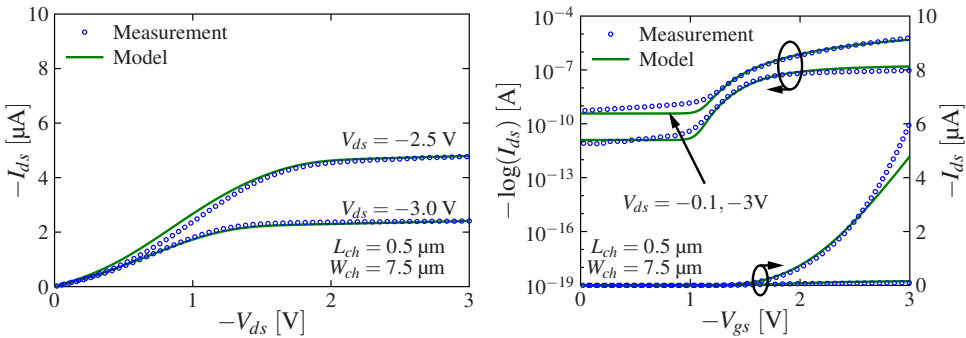 10
8
6
4
2
0
−I_ds [µA]
Measurement
Model
V_ds = −2.5 V
V_ds = −3.0 V
L_ch = 0.5 µm
W_ch = 7.5 µm
0 1 2 3
−V_ds [V]
10^−4
10^−7
10^−10
10^−13
10^−16
10^−19
− log(I_ds) [A]
Measurement
Model
V_ds = −0.1, −3V
L_ch = 0.5 µm
W_ch = 7.5 µm
0 1 2 3
−V_gs [V]
10
8
6
4
2
0
−I_ds [µA]